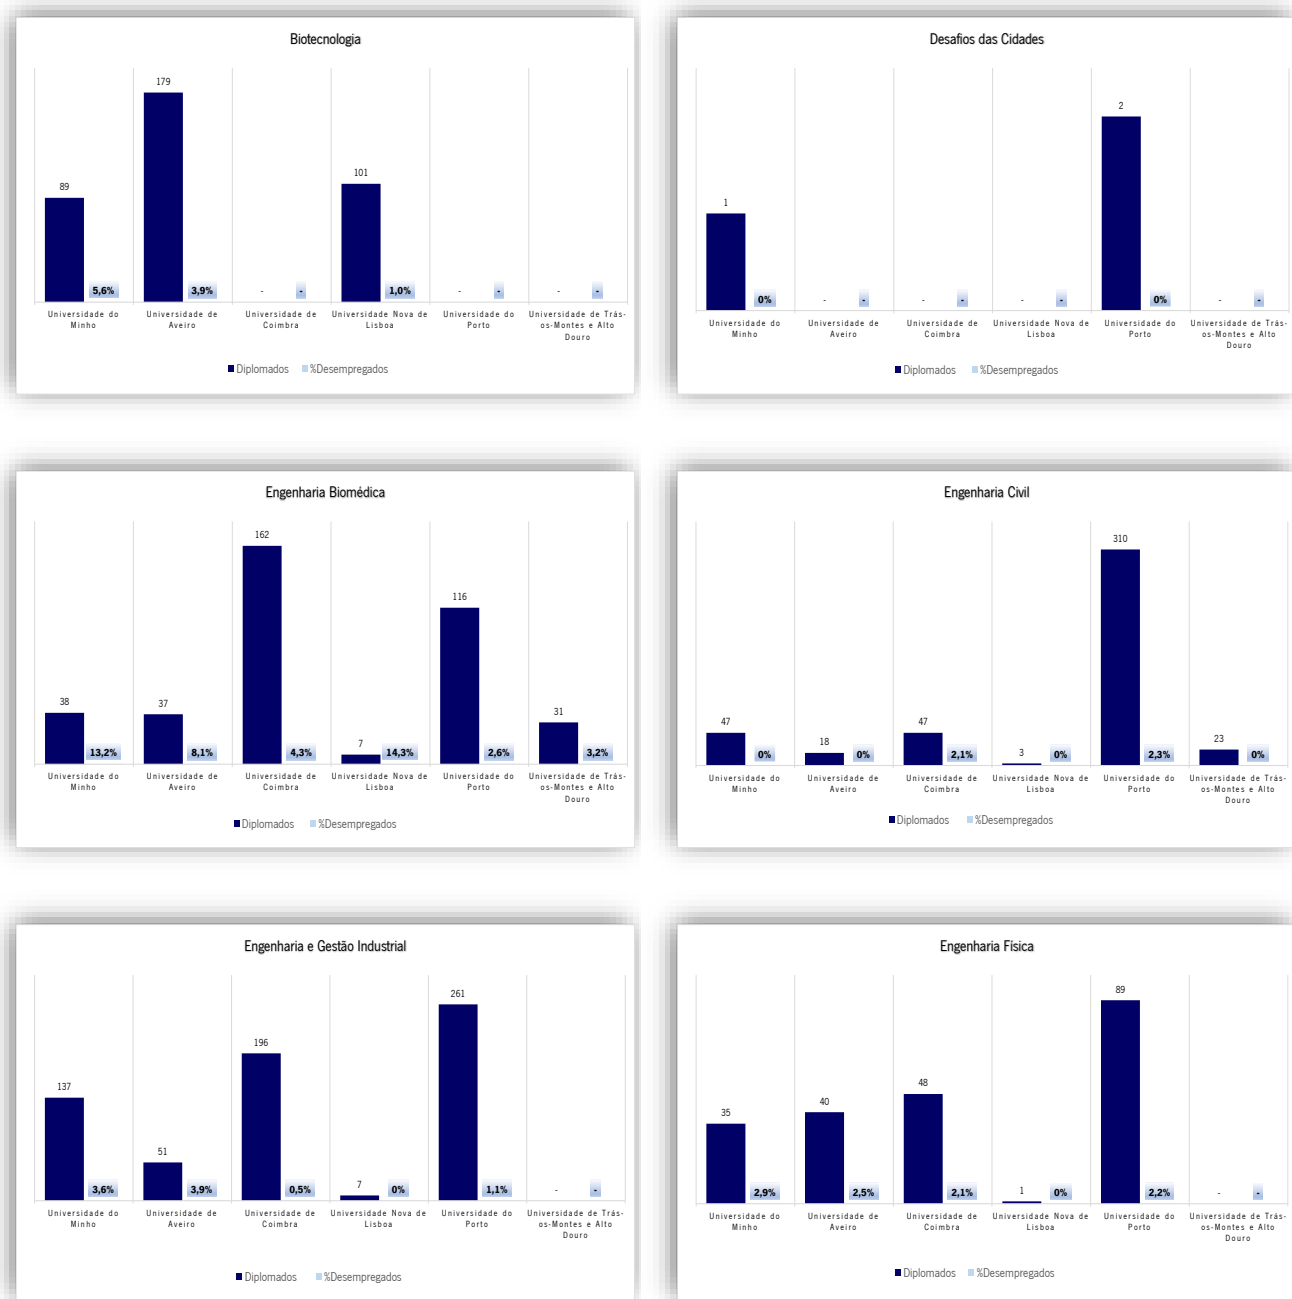 Biotecnologia
179
101
89
5,6%
3,9%
-
-
1,0%
-
-
-
-
Universidade do
Minho
Universidade de
Aveiro
Universidade de
Coimbra
Universidade Nova de
Lisboa
Universidade do
Porto
Universidade de Trás-
os-Montes e Alto
Douro
Diplomados
%Desempregados
Desafios das Cidades
2
1
0%
-
-
-
-
-
-
0%
-
-
Universidade do
Minho
Universidade de
Aveiro
Universidade de
Coimbra
Universidade Nova de
Lisboa
Universidade do
Porto
Universidade de Trás-
os-Montes e Alto
Douro
Diplomados
%Desempregados
Engenharia Biomédica
162
116
38
37
31
7
13,2%
8,1%
4,3%
14,3%
2,6%
3,2%
Universidade do
Minho
Universidade de
Aveiro
Universidade de
Coimbra
Universidade Nova de
Lisboa
Universidade do
Porto
Universidade de Trás-
os-Montes e Alto
Douro
Diplomados
%Desempregados
Engenharia Civil
310
47
18
47
3
23
0%
0%
2,1%
0%
2,3%
0%
Universidade do
Minho
Universidade de
Aveiro
Universidade de
Coimbra
Universidade Nova de
Lisboa
Universidade do
Porto
Universidade de Trás-
os-Montes e Alto
Douro
Diplomados
%Desempregados
Engenharia e Gestão Industrial
261
196
137
51
7
3,6%
3,9%
0,5%
0%
1,1%
-
-
Universidade do
Minho
Universidade de
Aveiro
Universidade de
Coimbra
Universidade Nova de
Lisboa
Universidade do
Porto
Universidade de Trás-
os-Montes e Alto
Douro
Diplomados
%Desempregados
Engenharia Física
89
48
40
35
1
2,9%
2,5%
2,1%
0%
2,2%
-
-
Universidade do
Minho
Universidade de
Aveiro
Universidade de
Coimbra
Universidade Nova de
Lisboa
Universidade do
Porto
Universidade de Trás-
os-Montes e Alto
Douro
Diplomados
%Desempregados